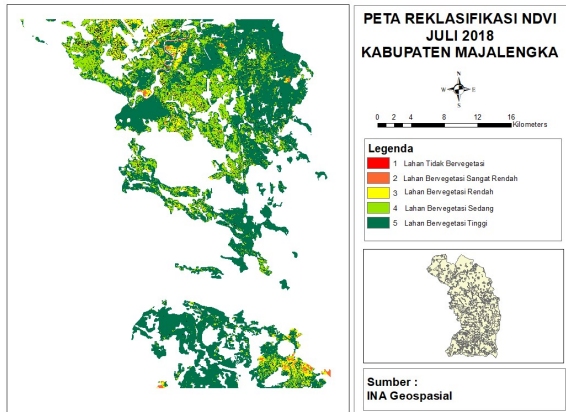 PETA REKLASIFIKASI NDVI
JULI 2018
KABUPATEN MAJALENGKA
N
W E
S
0 2 4 8 12 16
Kilometers
Legenda
1 Lahan Tidak Bervegetasi
2 Lahan Bervegetasi Sangat Rendah
3 Lahan Bervegetasi Rendah
4 Lahan Bervegetasi Sedang
5 Lahan Bervegetasi Tinggi
Sumber :
INA Geospasial